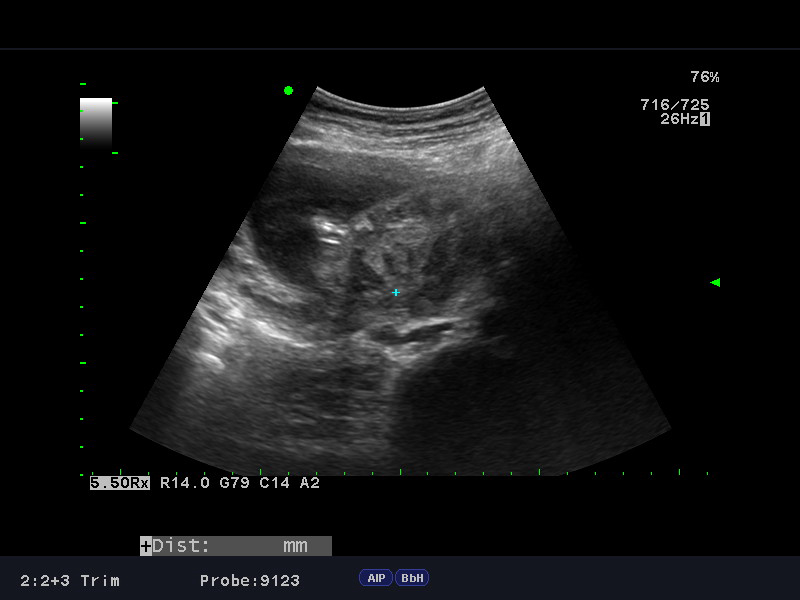 76%
716/725
26Hz1
5.50Rx R14.0 G79 C14 A2
+Dist: mm
2:2+3 Trim Probe:9123 AIP BbH